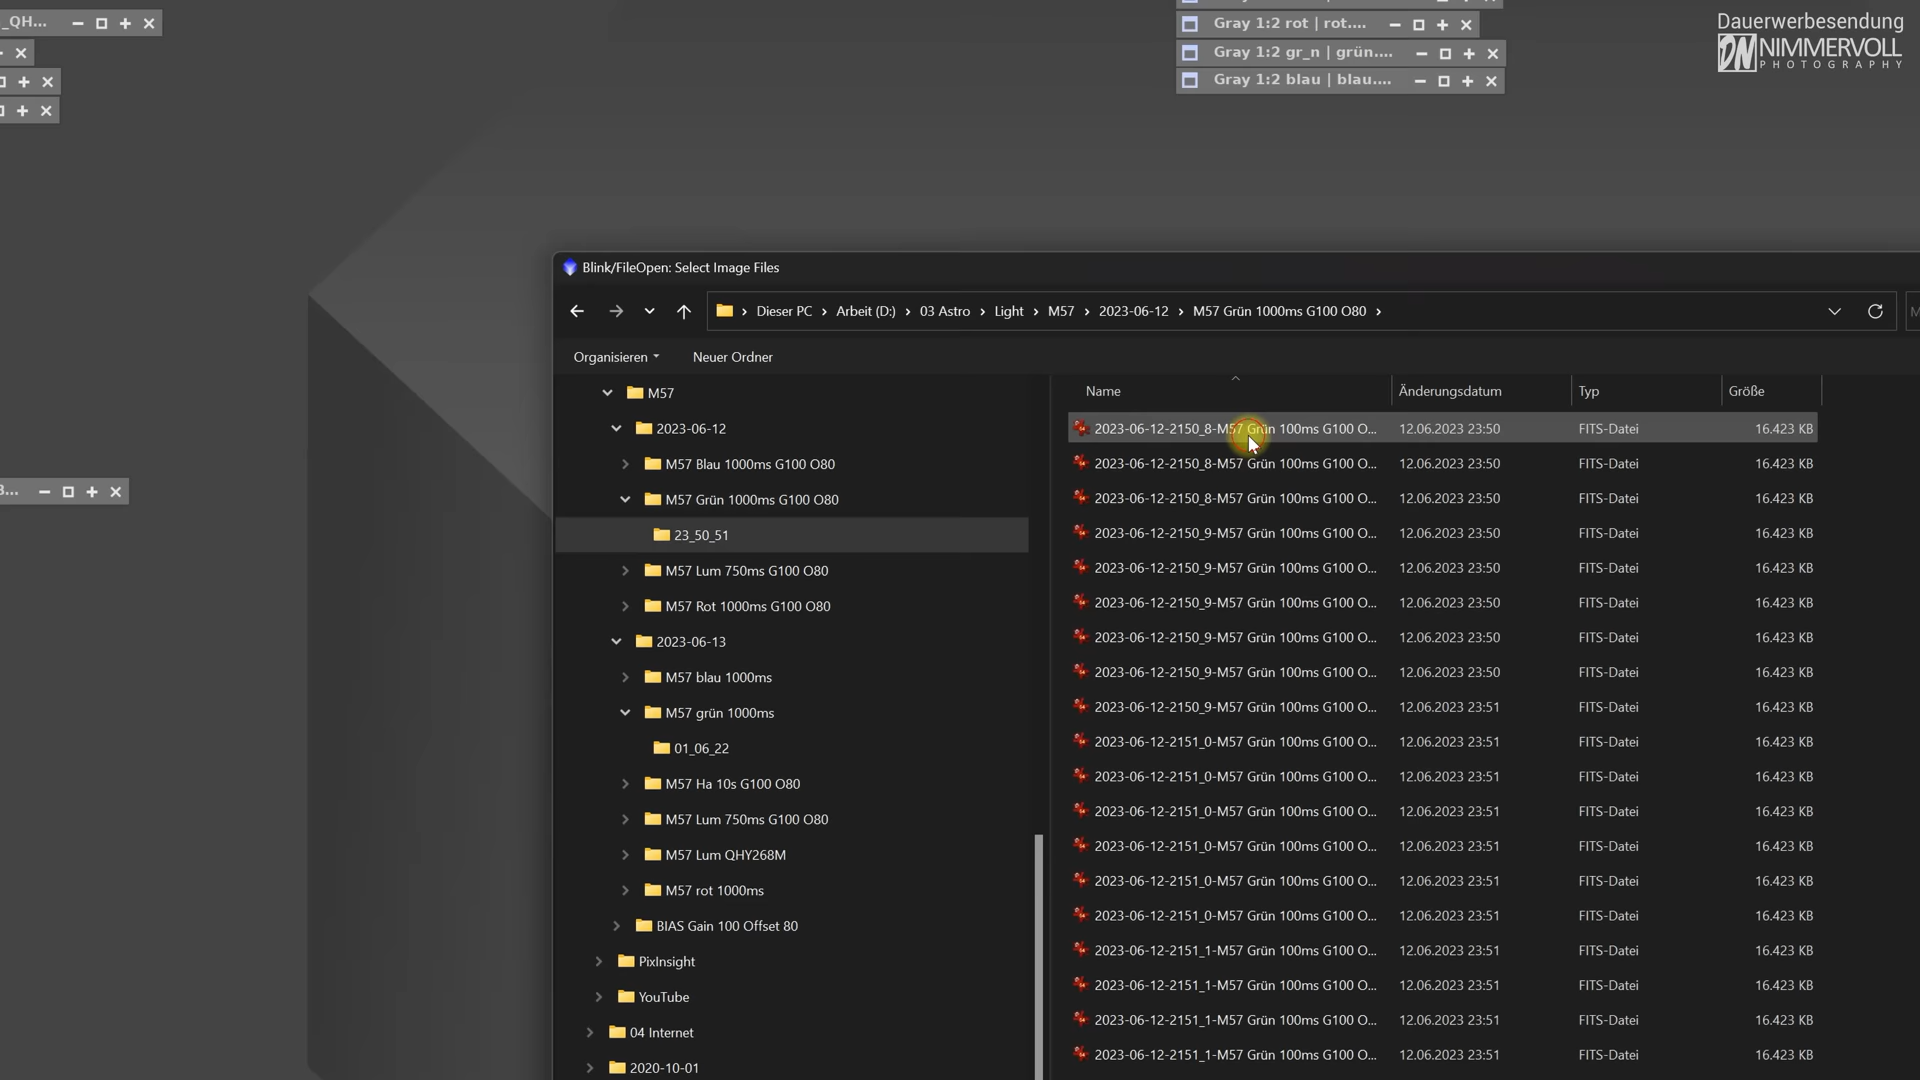 _QH...
Gray 1:2 rot | rot....
Gray 1:2 gr_n | grün....
Gray 1:2 blau | blau....
Dauerwerbesendung
DN NIMMERVOLL
PHOTOGRAPHY
Blink/FileOpen: Select Image Files
Dieser PC › Arbeit (D:) › 03 Astro › Light › M57 › 2023-06-12 › M57 Grün 1000ms G100 O80 ›
Organisieren
Neuer Ordner
M57
2023-06-12
M57 Blau 1000ms G100 O80
M57 Grün 1000ms G100 O80
23_50_51
M57 Lum 750ms G100 O80
M57 Rot 1000ms G100 O80
2023-06-13
M57 blau 1000ms
M57 grün 1000ms
01_06_22
M57 Ha 10s G100 O80
M57 Lum 750ms G100 O80
M57 Lum QHY268M
M57 rot 1000ms
BIAS Gain 100 Offset 80
PixInsight
YouTube
04 Internet
2020-10-01
Name Änderungsdatum Typ Größe
2023-06-12-2150_8-M57 Grün 100ms G100 O... 12.06.2023 23:50 FITS-Datei 16.423 KB
2023-06-12-2150_8-M57 Grün 100ms G100 O... 12.06.2023 23:50 FITS-Datei 16.423 KB
2023-06-12-2150_8-M57 Grün 100ms G100 O... 12.06.2023 23:50 FITS-Datei 16.423 KB
2023-06-12-2150_9-M57 Grün 100ms G100 O... 12.06.2023 23:50 FITS-Datei 16.423 KB
2023-06-12-2150_9-M57 Grün 100ms G100 O... 12.06.2023 23:50 FITS-Datei 16.423 KB
2023-06-12-2150_9-M57 Grün 100ms G100 O... 12.06.2023 23:50 FITS-Datei 16.423 KB
2023-06-12-2150_9-M57 Grün 100ms G100 O... 12.06.2023 23:50 FITS-Datei 16.423 KB
2023-06-12-2150_9-M57 Grün 100ms G100 O... 12.06.2023 23:50 FITS-Datei 16.423 KB
2023-06-12-2150_9-M57 Grün 100ms G100 O... 12.06.2023 23:51 FITS-Datei 16.423 KB
2023-06-12-2151_0-M57 Grün 100ms G100 O... 12.06.2023 23:51 FITS-Datei 16.423 KB
2023-06-12-2151_0-M57 Grün 100ms G100 O... 12.06.2023 23:51 FITS-Datei 16.423 KB
2023-06-12-2151_0-M57 Grün 100ms G100 O... 12.06.2023 23:51 FITS-Datei 16.423 KB
2023-06-12-2151_0-M57 Grün 100ms G100 O... 12.06.2023 23:51 FITS-Datei 16.423 KB
2023-06-12-2151_0-M57 Grün 100ms G100 O... 12.06.2023 23:51 FITS-Datei 16.423 KB
2023-06-12-2151_0-M57 Grün 100ms G100 O... 12.06.2023 23:51 FITS-Datei 16.423 KB
2023-06-12-2151_1-M57 Grün 100ms G100 O... 12.06.2023 23:51 FITS-Datei 16.423 KB
2023-06-12-2151_1-M57 Grün 100ms G100 O... 12.06.2023 23:51 FITS-Datei 16.423 KB
2023-06-12-2151_1-M57 Grün 100ms G100 O... 12.06.2023 23:51 FITS-Datei 16.423 KB
2023-06-12-2151_1-M57 Grün 100ms G100 O... 12.06.2023 23:51 FITS-Datei 16.423 KB